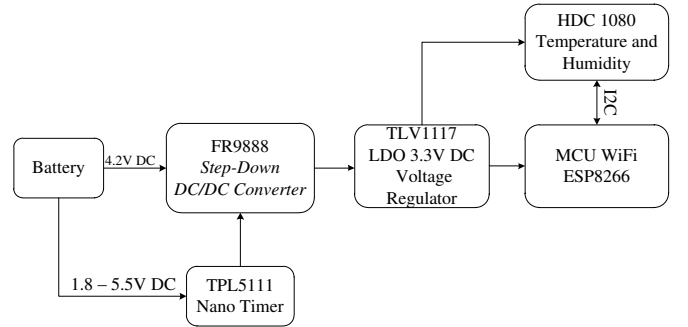 HDC 1080
Temperature and
Humidity
I2C
TLV1117
LDO 3.3V DC
Voltage
Regulator
MCU WiFi
ESP8266
FR9888
Step-Down
DC/DC Converter
Battery
4.2V DC
1.8 – 5.5V DC
TPL5111
Nano Timer